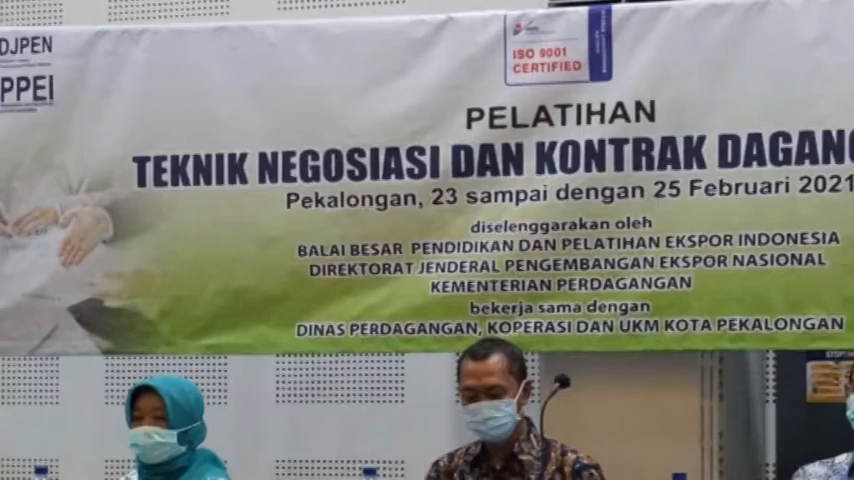 DJPEN
PPEI
ISO 9001
CERTIFIED
PELATIHAN
TEKNIK NEGOSIASI DAN KONTRAK DAGANG
Pekalongan, 23 sampai dengan 25 Februari 2021
diselenggarakan oleh
BALAI BESAR PENDIDIKAN DAN PELATIHAN EKSPOR INDONESIA
DIREKTORAT JENDERAL PENGEMBANGAN EKSPOR NASIONAL
KEMENTERIAN PERDAGANGAN
bekerja sama dengan
DINAS PERDAGANGAN, KOPERASI DAN UKM KOTA PEKALONGAN